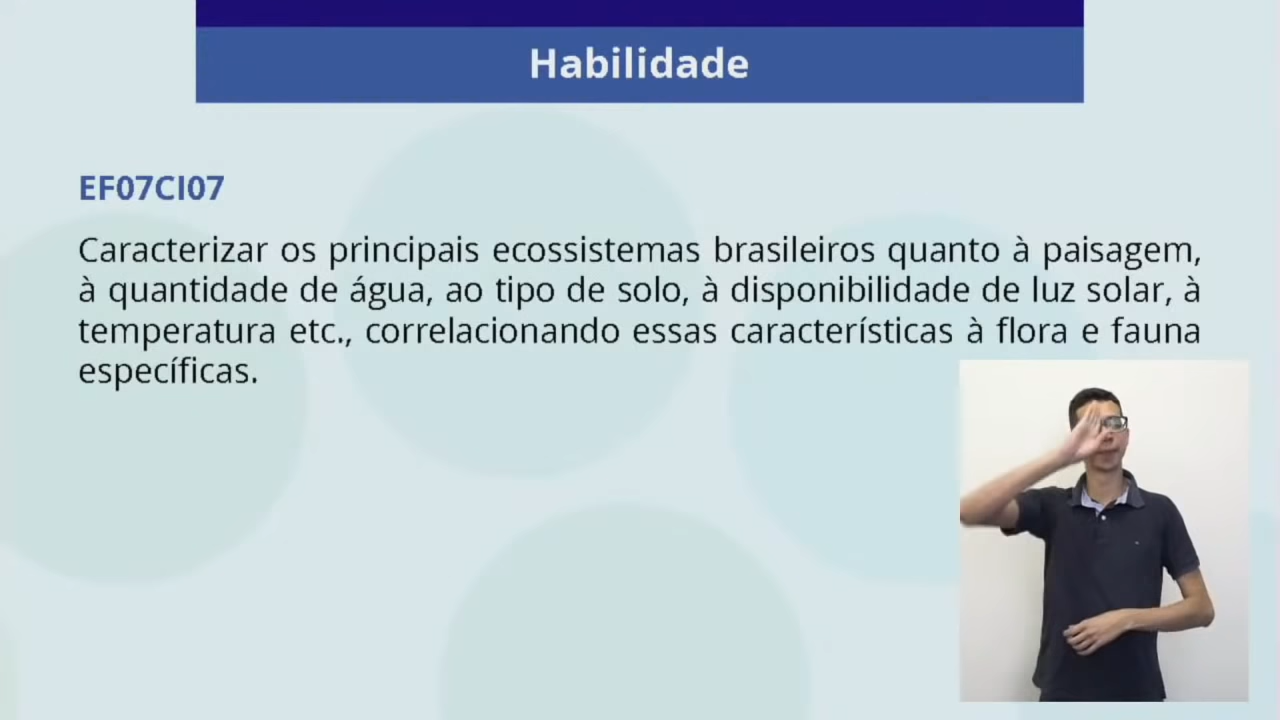 Habilidade
EF07CI07
Caracterizar os principais ecossistemas brasileiros quanto à paisagem,
à quantidade de água, ao tipo de solo, à disponibilidade de luz solar, à
temperatura etc., correlacionando essas características à flora e fauna
específicas.